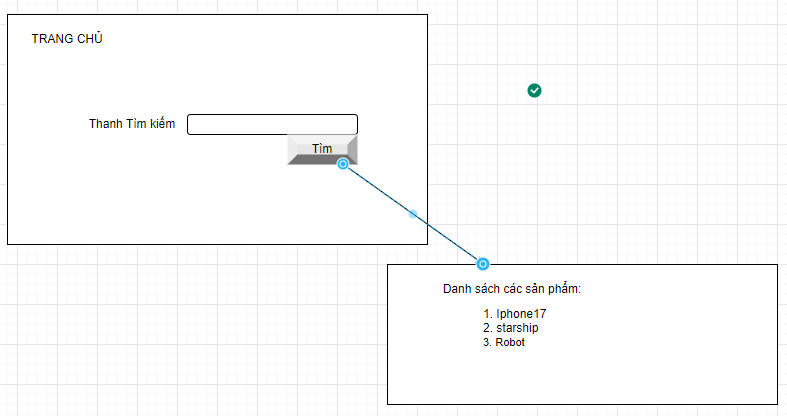 TRANG CHỦ
Thanh Tìm kiếm
Tìm
Danh sách các sản phẩm:
1. Iphone17
2. starship
3. Robot